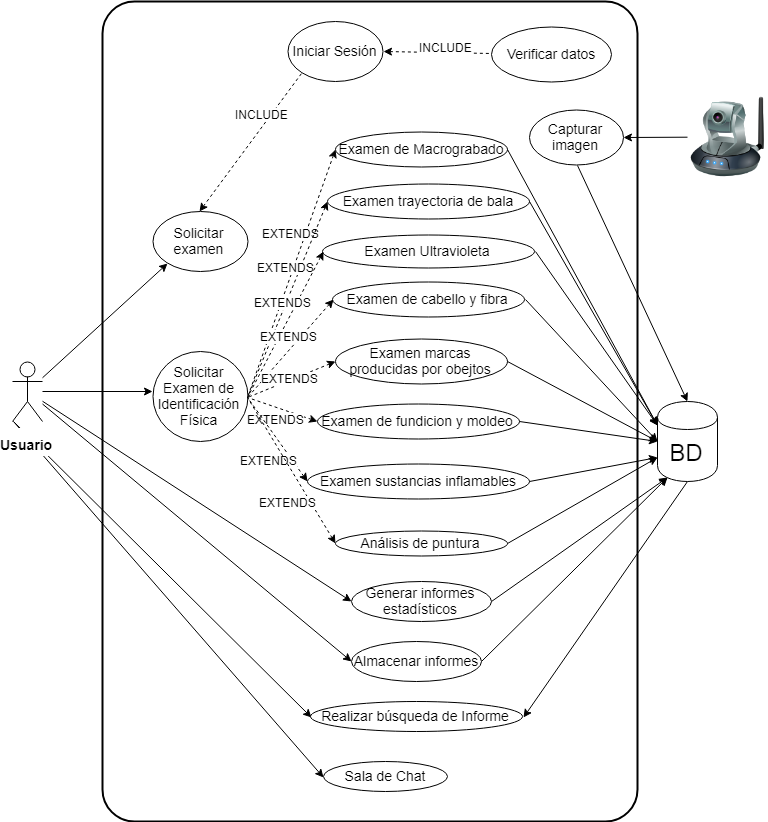 Iniciar Sesión
INCLUDE
Verificar datos
INCLUDE
Capturar
imagen
Examen de Macrograbado
Examen trayectoria de bala
Solicitar
examen
EXTENDS
Examen Ultravioleta
EXTENDS
Examen de cabello y fibra
EXTENDS
EXTENDS
Examen marcas
producidas por obejtos
EXTENDS
Solicitar
Examen de
Identificación
Física
EXTENDS
Examen de fundicion y moldeo
Usuario
BD
EXTENDS
Examen sustancias inflamables
EXTENDS
Análisis de puntura
Generar informes
estadísticos
Almacenar informes
Realizar búsqueda de Informe
Sala de Chat